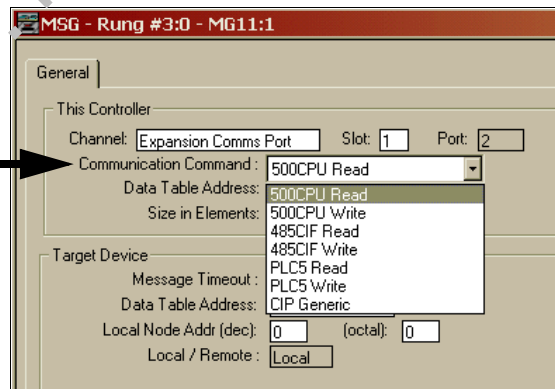 MSG - Rung #3:0 - MG11:1
General
This Controller
Channel: Expansion Comms Port Slot: 1 Port: 2
Communication Command : 500CPU Read
Data Table Address:
500CPU Read
Size in Elements:
500CPU Write
485CIF Read
485CIF Write
PLC5 Read
PLC5 Write
CIP Generic
Target Device
Message Timeout :
Data Table Address:
Local Node Addr (dec): 0 (octal): 0
Local / Remote : Local